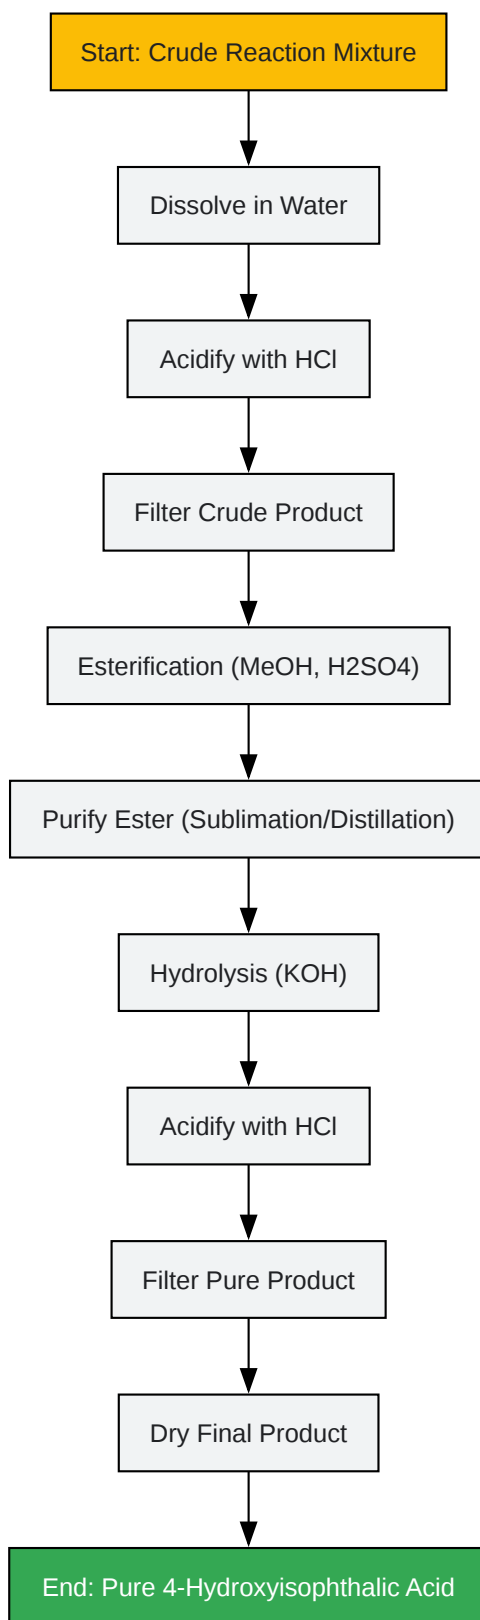 Start: Crude Reaction Mixture
Dissolve in Water
Acidify with HCl
Filter Crude Product
Esterification (MeOH, H2SO4)
Purify Ester (Sublimation/Distillation)
Hydrolysis (KOH)
Acidify with HCl
Filter Pure Product
Dry Final Product
End: Pure 4-Hydroxyisophthalic Acid